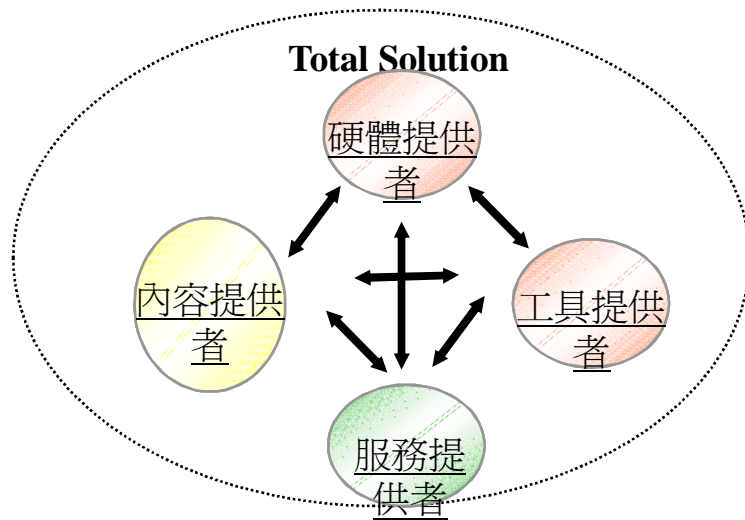 Total Solution
硬體提供
者
內容提供
者
工具提供
者
服務提
供者